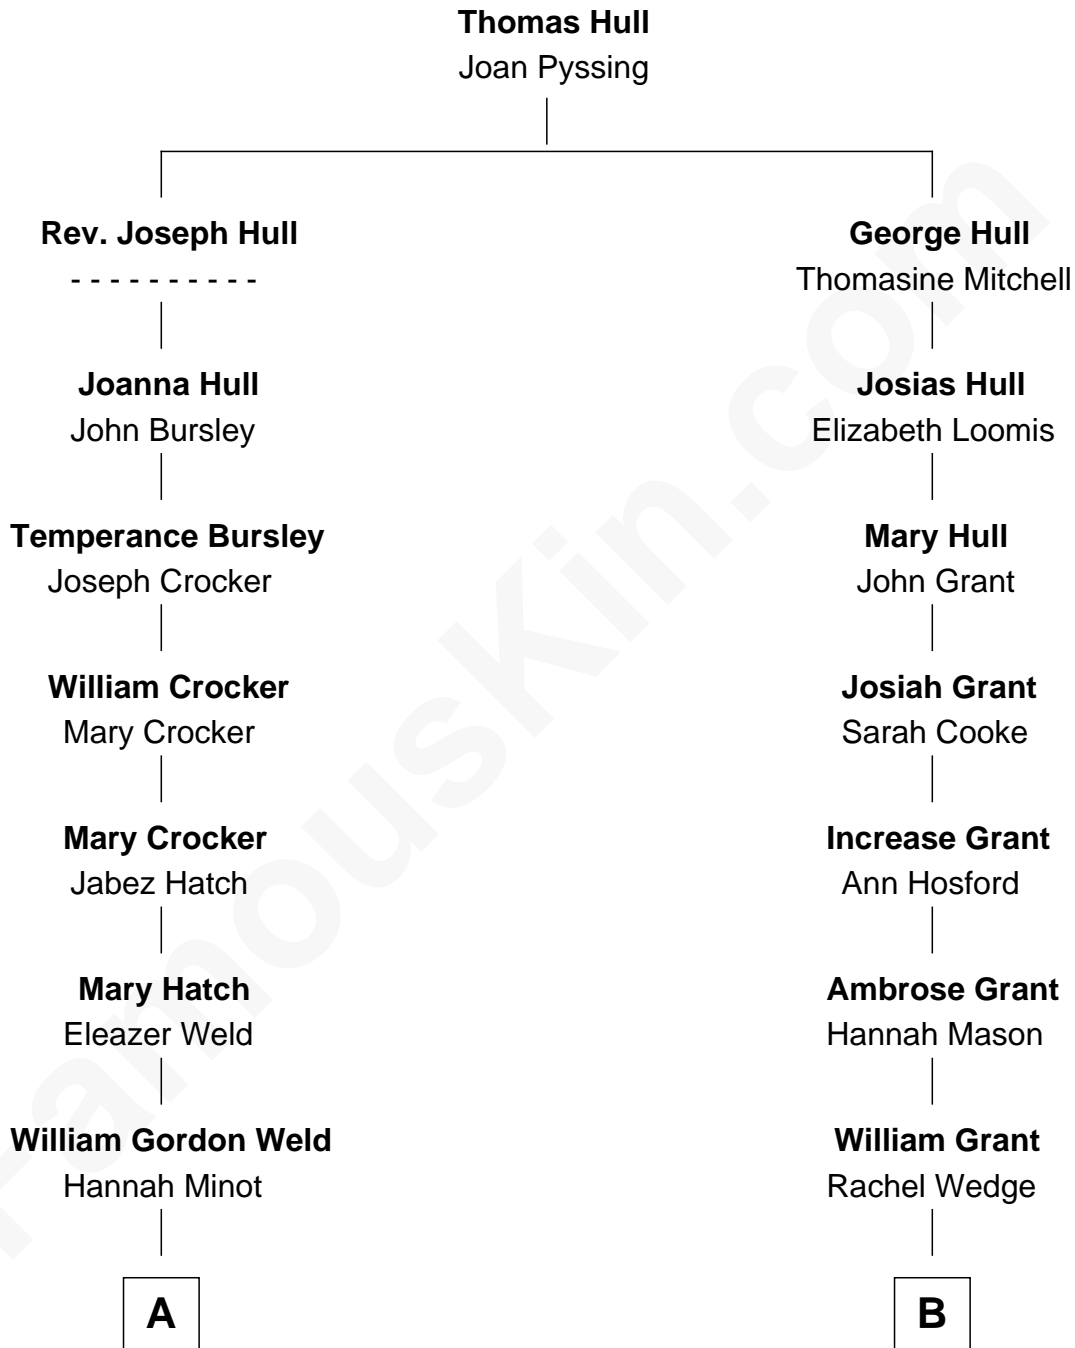 Thomas Hull
Joan Pyssing
Rev. Joseph Hull
- - - - - - - - - -
George Hull
Thomasine Mitchell
Joanna Hull
John Bursley
Josias Hull
Elizabeth Loomis
Temperance Bursley
Joseph Crocker
Mary Hull
John Grant
William Crocker
Mary Crocker
Josiah Grant
Sarah Cooke
Mary Crocker
Jabez Hatch
Increase Grant
Ann Hosford
Mary Hatch
Eleazer Weld
Ambrose Grant
Hannah Mason
William Gordon Weld
Hannah Minot
William Grant
Rachel Wedge
A
B
FamousKin.com